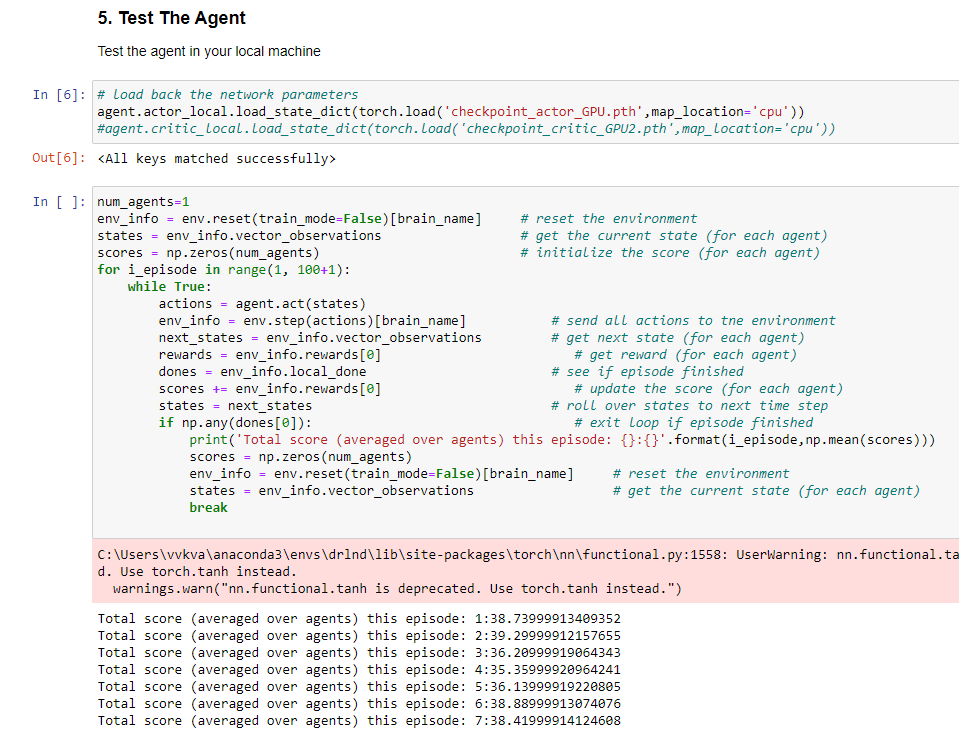 5. Test The Agent
Test the agent in your local machine
In [6]: # load back the network parameters
agent.actor_local.load_state_dict(torch.load('checkpoint_actor_GPU.pth',map_location='cpu'))
#agent.critic_local.load_state_dict(torch.load('checkpoint_critic_GPU2.pth',map_location='cpu'))
Out[6]: <All keys matched successfully>
In [ ]: num_agents=1
env_info = env.reset(train_mode=False)[brain_name]     # reset the environment
states = env_info.vector_observations                  # get the current state (for each agent)
scores = np.zeros(num_agents)                          # initialize the score (for each agent)
for i_episode in range(1, 100+1):
    while True:
        actions = agent.act(states)
        env_info = env.step(actions)[brain_name]           # send all actions to tne environment
        next_states = env_info.vector_observations         # get next state (for each agent)
        rewards = env_info.rewards[0]                         # get reward (for each agent)
        dones = env_info.local_done                        # see if episode finished
        scores += env_info.rewards[0]                         # update the score (for each agent)
        states = next_states                               # roll over states to next time step
        if np.any(dones[0]):                                  # exit loop if episode finished
            print('Total score (averaged over agents) this episode: {}:{}'.format(i_episode,np.mean(scores)))
            scores = np.zeros(num_agents)
            env_info = env.reset(train_mode=False)[brain_name]     # reset the environment
            states = env_info.vector_observations                  # get the current state (for each agent)
            break
C:\Users\vvkva\anaconda3\envs\drlnd\lib\site-packages\torch\nn\functional.py:1558: UserWarning: nn.functional.ta
d. Use torch.tanh instead.
  warnings.warn("nn.functional.tanh is deprecated. Use torch.tanh instead.")
Total score (averaged over agents) this episode: 1:38.73999913409352
Total score (averaged over agents) this episode: 2:39.29999912157655
Total score (averaged over agents) this episode: 3:36.20999919064343
Total score (averaged over agents) this episode: 4:35.35999920964241
Total score (averaged over agents) this episode: 5:36.13999919220805
Total score (averaged over agents) this episode: 6:38.88999913074076
Total score (averaged over agents) this episode: 7:38.41999914124608